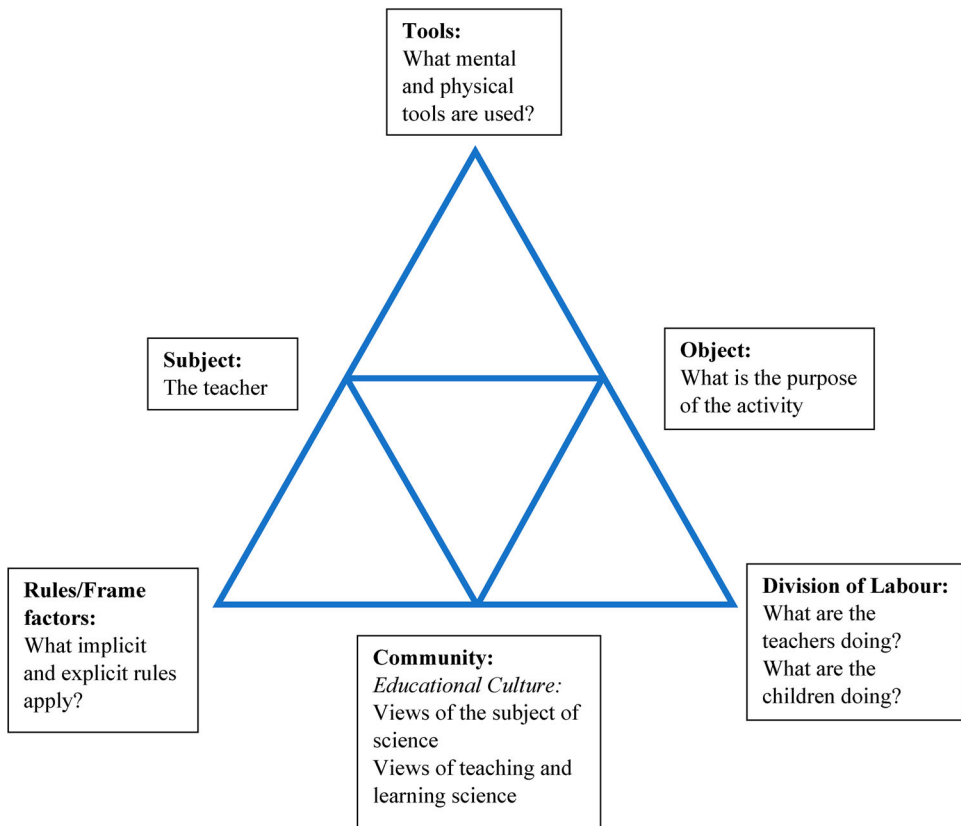 Tools:
What mental
and physical
tools are used?
Subject:
The teacher
Object:
What is the purpose
of the activity
Rules/Frame
factors:
What implicit
and explicit rules
apply?
Community:
Educational Culture:
Views of the subject of
science
Views of teaching and
learning science
Division of Labour:
What are the
teachers doing?
What are the
children doing?